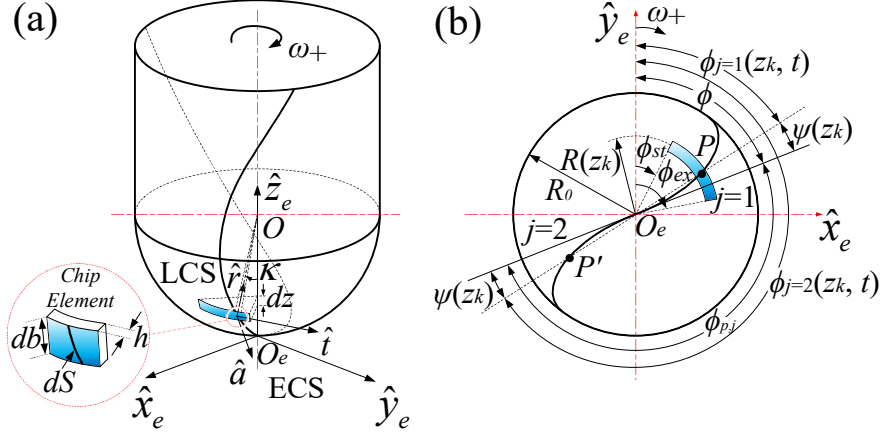 (a)
ω+
ẑe
O
LCS
r̂
κ
dz
Chip
Element
db
h
dS
t̂
Oe
â
ECS
x̂e
ŷe
(b)
ŷe
ω+
ϕj=1(zk, t)
ϕ
ψ(zk)
R(zk)
ϕst
P
ϕex
R0
j=1
j=2
Oe
x̂e
P'
ψ(zk)
ϕj=2(zk, t)
ϕp,j